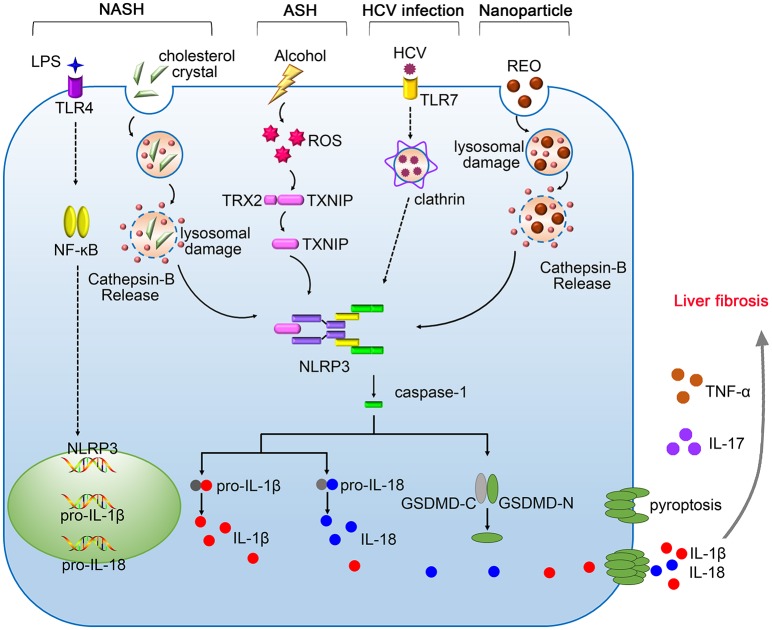 NASH
ASH
HCV infection
Nanoparticle
LPS
cholesterol
crystal
Alcohol
HCV
REO
TLR4
TLR7
ROS
lysosomal
damage
TRX2
TXNIP
clathrin
NF-κB
lysosomal
damage
TXNIP
Cathepsin-B
Release
Cathepsin-B
Release
Liver fibrosis
NLRP3
caspase-1
TNF-α
IL-17
NLRP3
pro-IL-1β
pro-IL-18
GSDMD-C
GSDMD-N
pyroptosis
pro-IL-1β
IL-1β
IL-18
pro-IL-18
IL-1β
IL-18